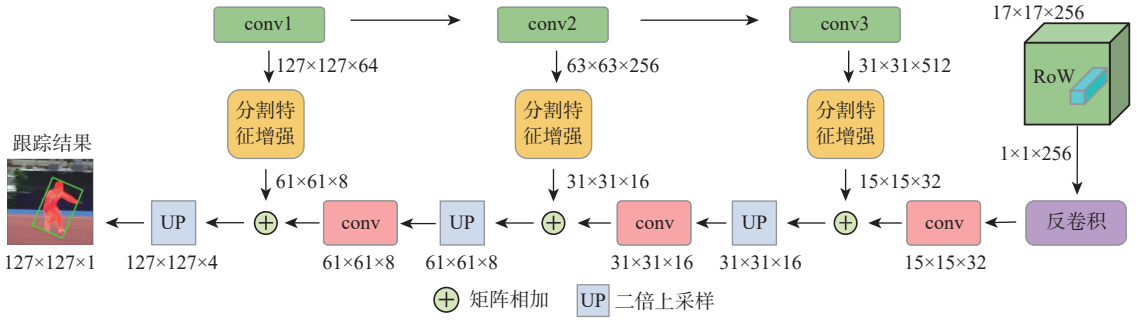 conv1
conv2
conv3
17×17×256
RoW
127×127×64
63×63×256
31×31×512
分割特
征增强
分割特
征增强
分割特
征增强
1×1×256
跟踪结果
61×61×8
31×31×16
15×15×32
UP
conv
UP
conv
UP
conv
反卷积
127×127×1
127×127×4
61×61×8
61×61×8
31×31×16
31×31×16
15×15×32
矩阵相加
UP
二倍上采样